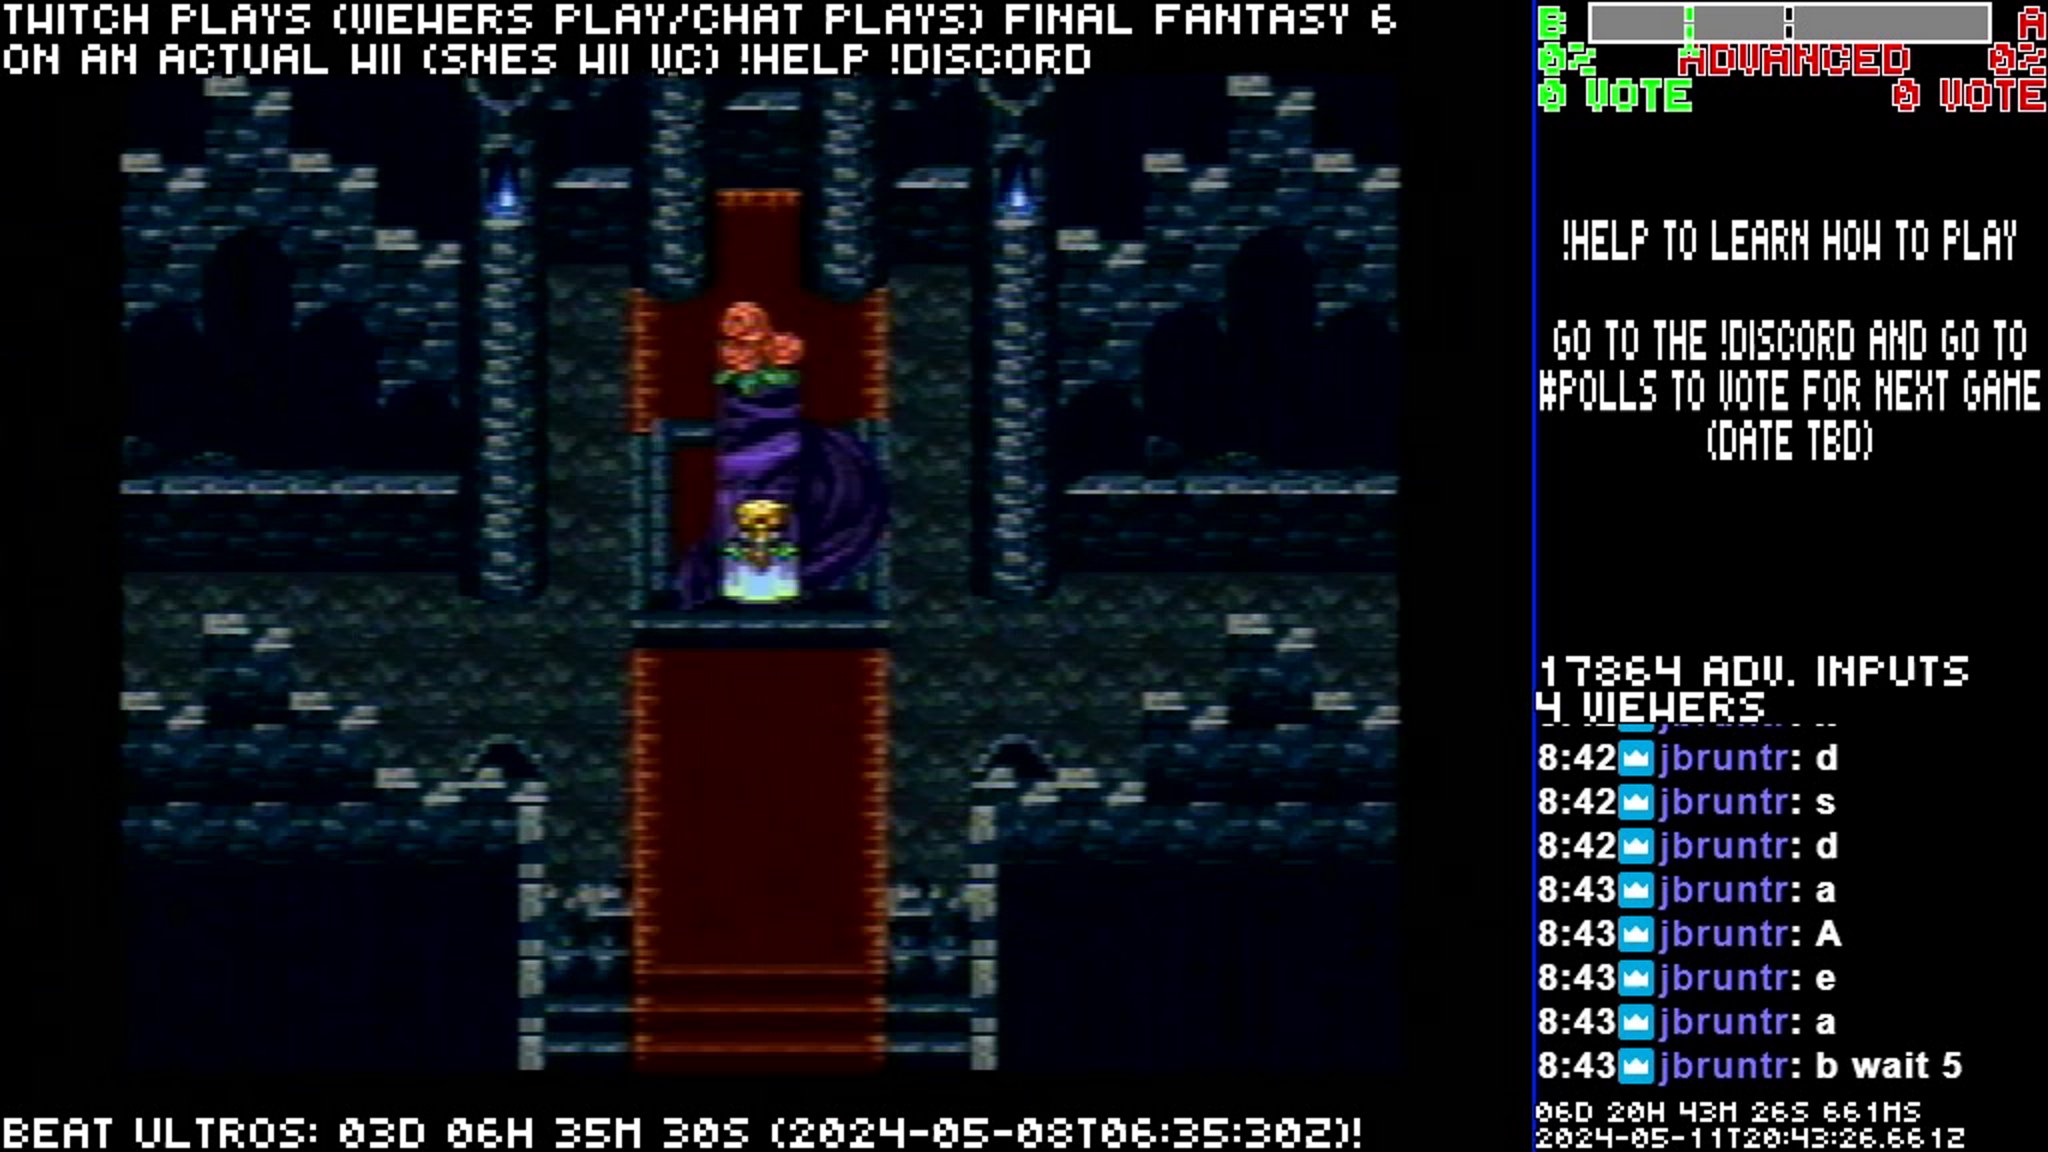 TWITCH PLAYS (VIEWERS PLAY/CHAT PLAYS) FINAL FANTASY 6
ON AN ACTUAL WII (SNES WII VC) !HELP !DISCORD
B A
0% ADVANCED 0%
0 VOTE 0 VOTE
!HELP TO LEARN HOW TO PLAY
GO TO THE !DISCORD AND GO TO
#POLLS TO VOTE FOR NEXT GAME
(DATE TBD)
17864 ADV. INPUTS
4 VIEWERS
8:42 jbruntr: d
8:42 jbruntr: s
8:42 jbruntr: d
8:43 jbruntr: a
8:43 jbruntr: A
8:43 jbruntr: e
8:43 jbruntr: a
8:43 jbruntr: b wait 5
06D 20H 43M 26S 661MS
2024-05-11T20:43:26.661Z
BEAT ULTROS: 03D 06H 35M 30S (2024-05-08T06:35:30Z)!